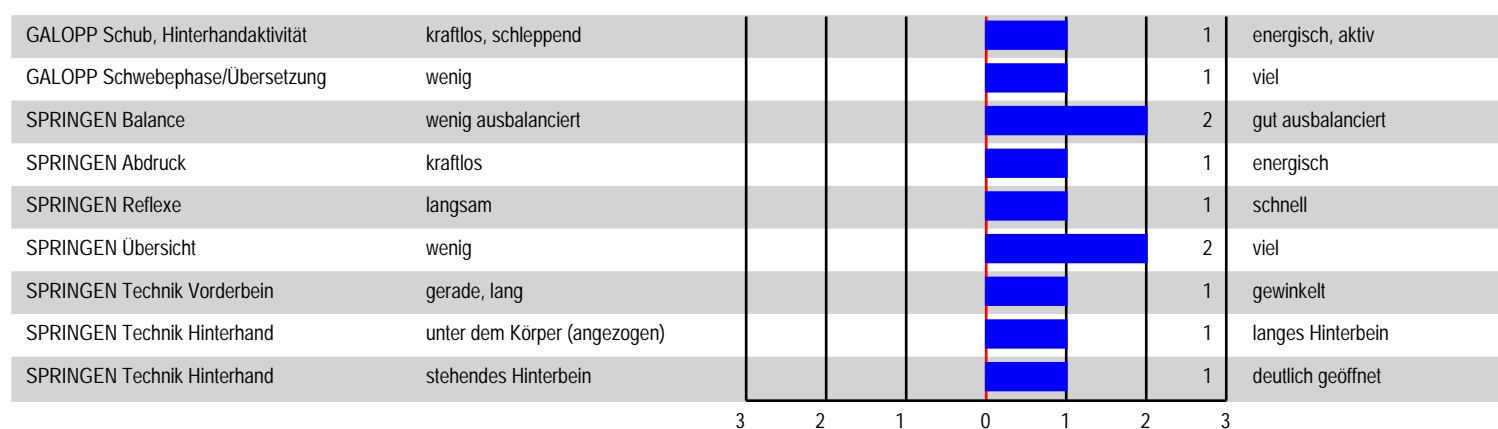 GALOPP Schub, Hinterhandaktivität kraftlos, schleppend 1 energisch, aktiv
GALOPP Schwebephase/Übersetzung wenig 1 viel
SPRINGEN Balance wenig ausbalanciert 2 gut ausbalanciert
SPRINGEN Abdruck kraftlos 1 energisch
SPRINGEN Reflexe langsam 1 schnell
SPRINGEN Übersicht wenig 2 viel
SPRINGEN Technik Vorderbein gerade, lang 1 gewinkelt
SPRINGEN Technik Hinterhand unter dem Körper (angezogen) 1 langes Hinterbein
SPRINGEN Technik Hinterhand stehendes Hinterbein 1 deutlich geöffnet
3 2 1 0 1 2 3